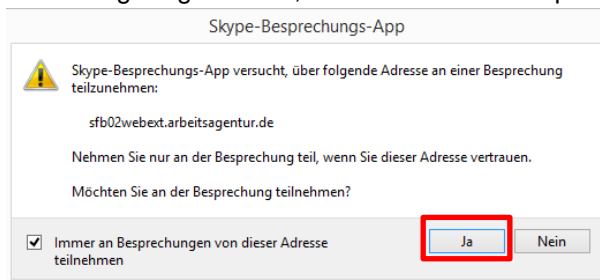 Skype-Besprechungs-App
Skype-Besprechungs-App versucht, über folgende Adresse an einer Besprechung
teilzunehmen:
sfb02webext.arbeitsagentur.de
Nehmen Sie nur an der Besprechung teil, wenn Sie dieser Adresse vertrauen.
Möchten Sie an der Besprechung teilnehmen?
Immer an Besprechungen von dieser Adresse
teilnehmen
Ja
Nein